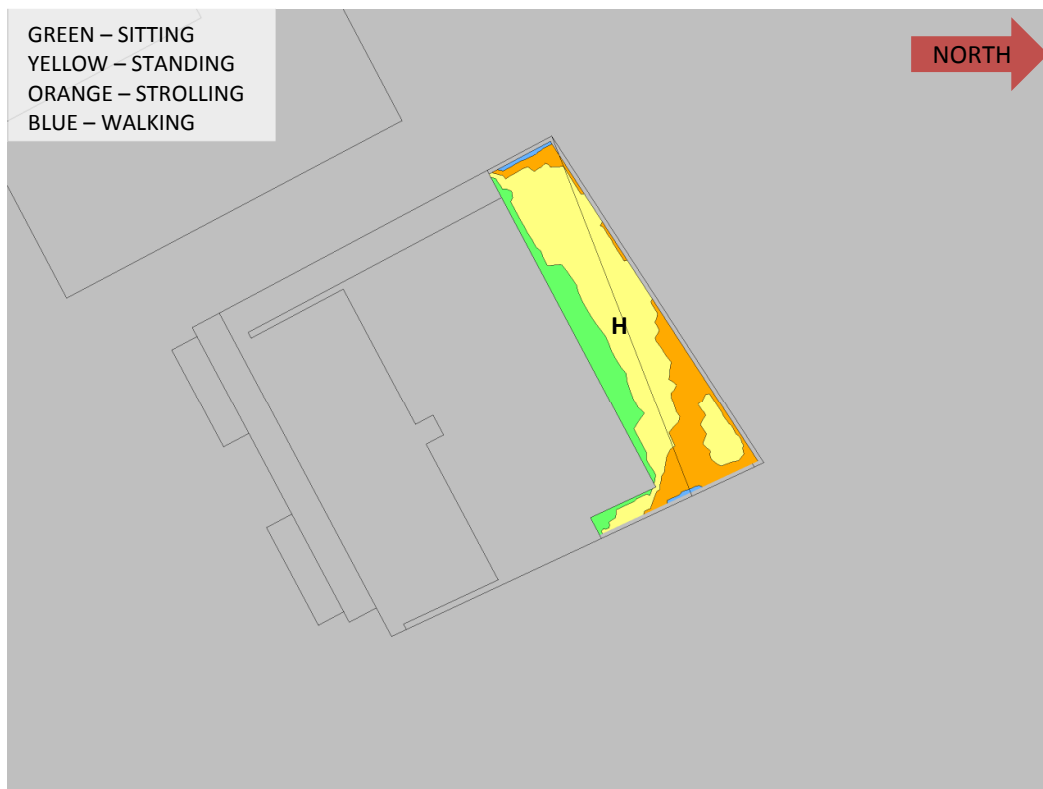 GREEN – SITTING
YELLOW – STANDING
ORANGE – STROLLING
BLUE – WALKING
NORTH
H